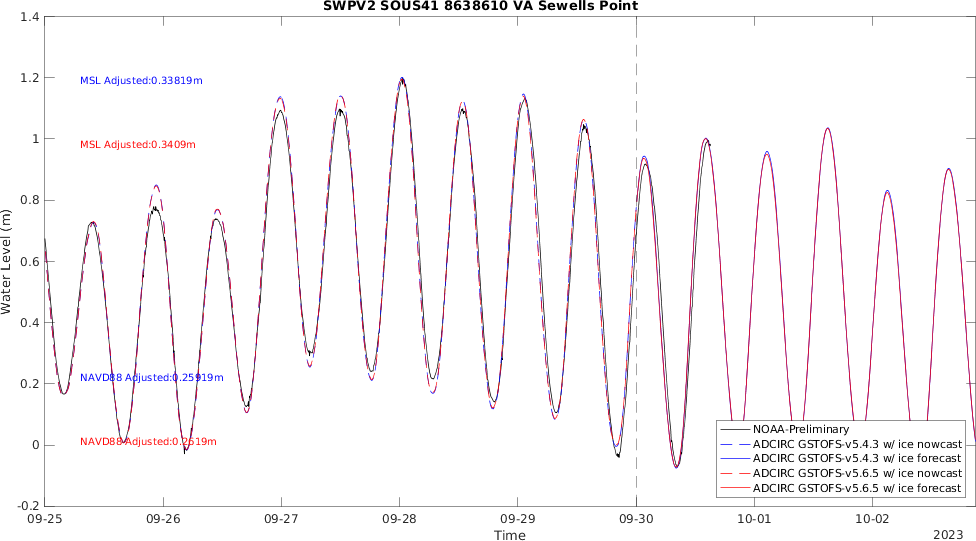 SWPV2 SOUS41 8638610 VA Sewells Point
1.4
1.2
1
0.8
0.6
0.4
0.2
0
-0.2
Water Level (m)
MSL Adjusted:0.33819m
MSL Adjusted:0.3409m
NAVD88 Adjusted:0.25919m
NAVD88 Adjusted:0.2619m
NOAA-Preliminary
ADCIRC GSTOFS-v5.4.3 w/ ice nowcast
ADCIRC GSTOFS-v5.4.3 w/ ice forecast
ADCIRC GSTOFS-v5.6.5 w/ ice nowcast
ADCIRC GSTOFS-v5.6.5 w/ ice forecast
09-25 09-26 09-27 09-28 09-29 09-30 10-01 10-02
Time
2023